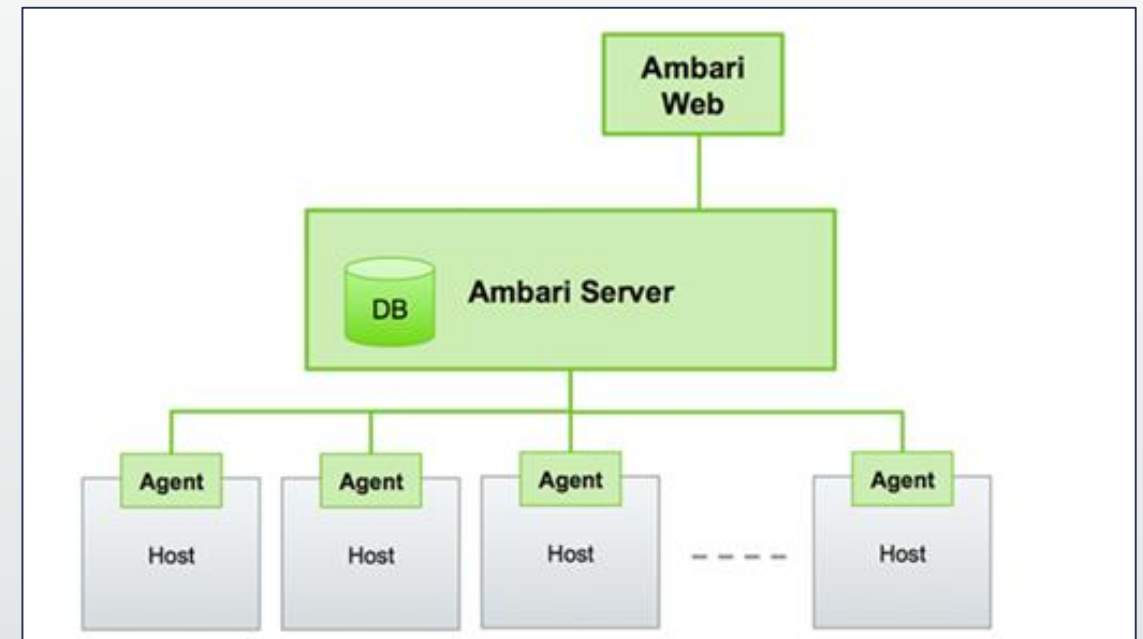 Ambari
Web
DB
Ambari Server
Agent
Agent
Agent
Agent
Host
Host
Host
Host